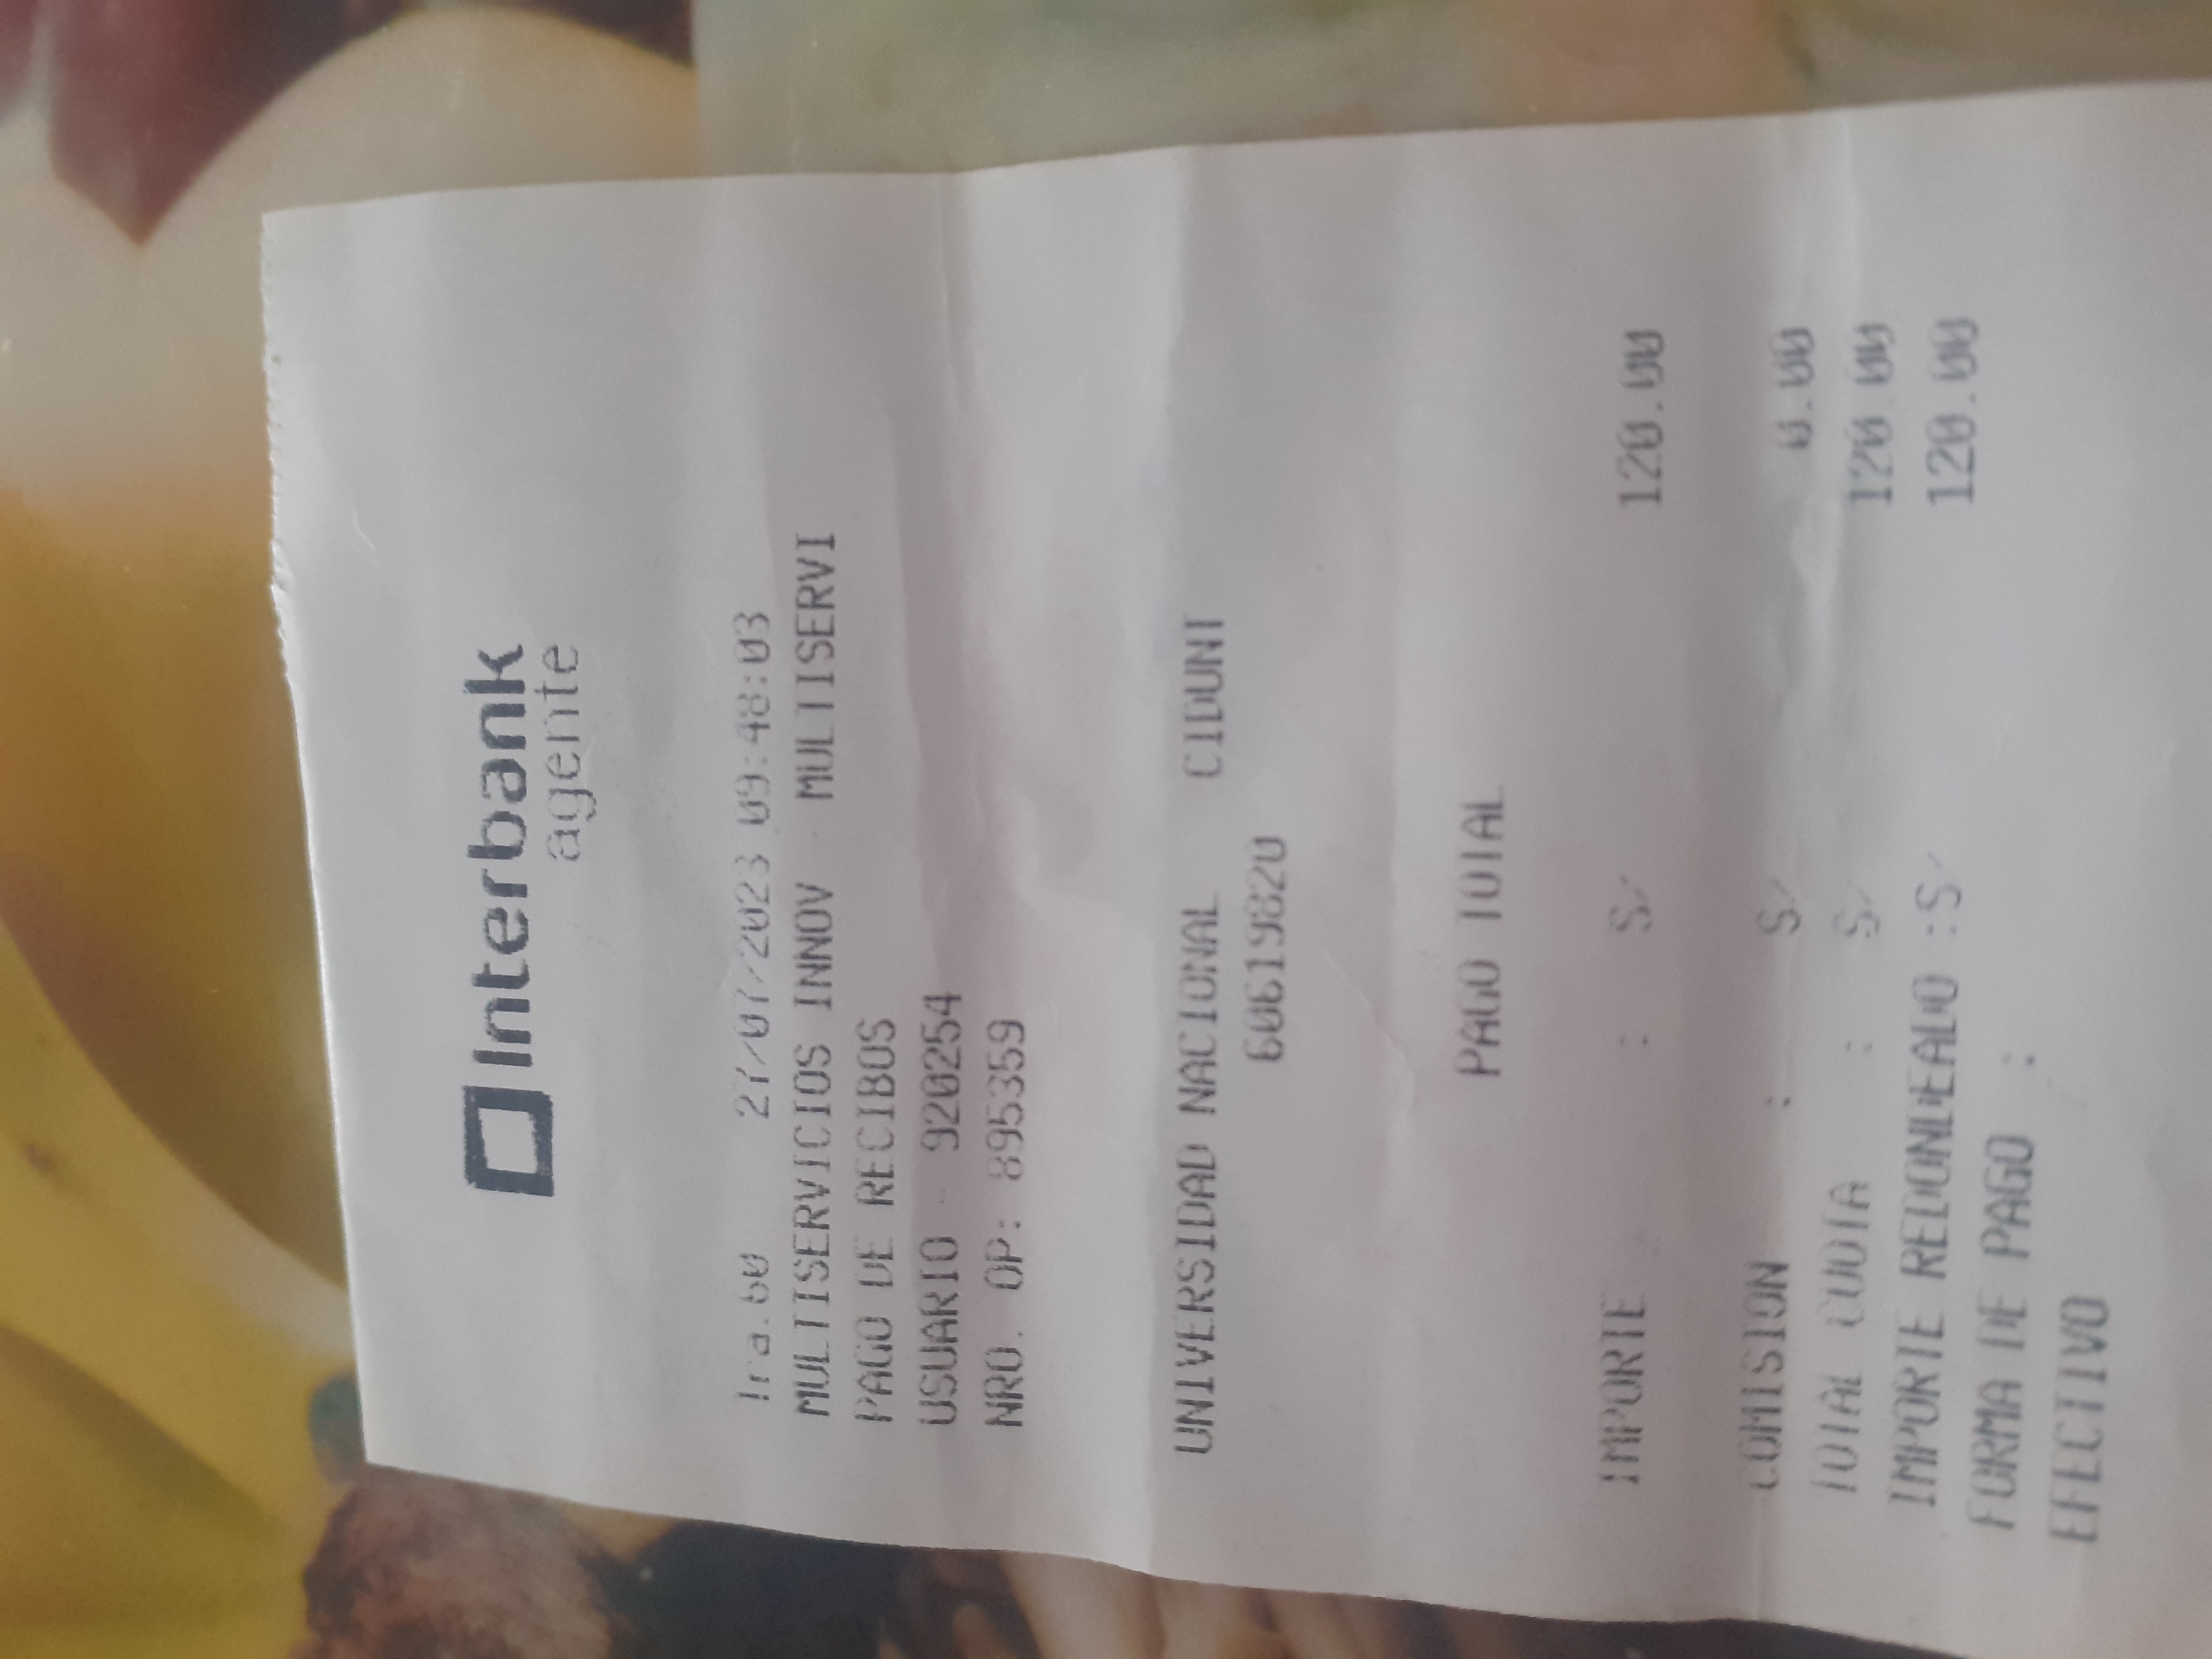 Interbank
agente
Tra.60 27/07/2023 09:48:03
MULTISERVICIOS INNOV - MULTISERVI
PAGO DE RECIBOS
USUARIO - 920254
NRO. OP: 895359
UNIVERSIDAD NACIONAL CIDUNT
606119820
PAGO TOTAL
IMPORTE : S/ 120.00
COMISION : S/ 0.00
TOTAL CUOTA : S/ 120.00
IMPORTE REDONDEADO :S/ 120.00
FORMA DE PAGO :
EFECTIVO